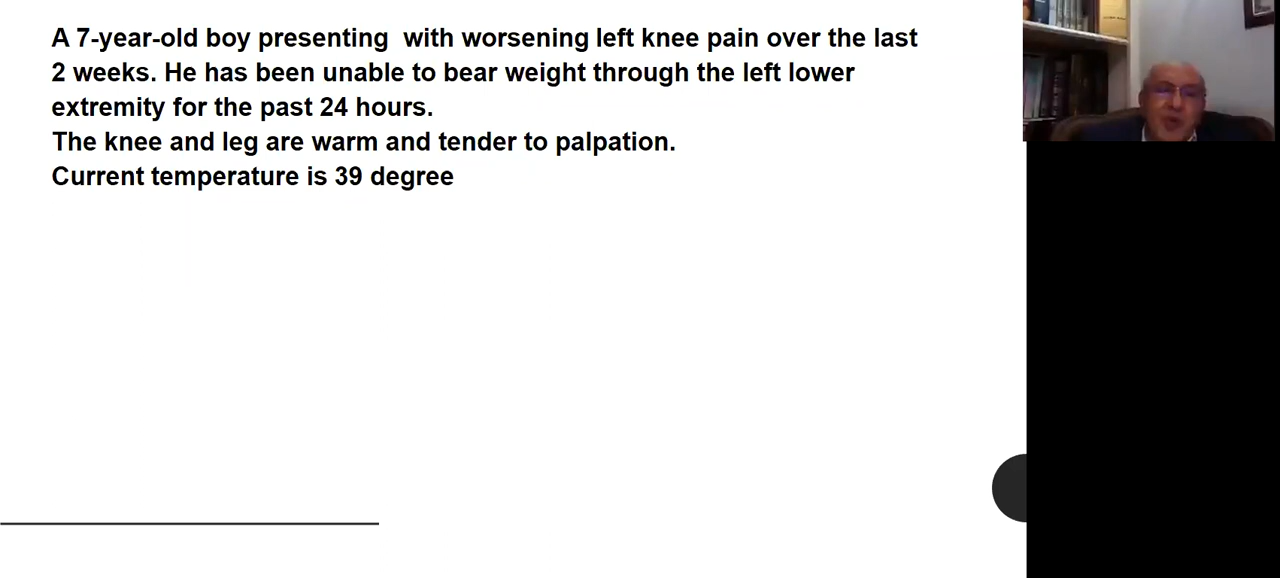 A 7-year-old boy presenting  with worsening left knee pain over the last
2 weeks. He has been unable to bear weight through the left lower
extremity for the past 24 hours.
The knee and leg are warm and tender to palpation.
Current temperature is 39 degree